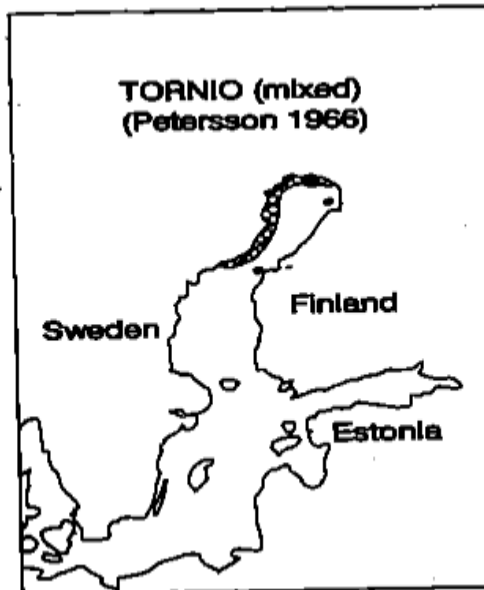 TORNIO (mixed)
(Petersson 1966)
Finland
Sweden
Estonia